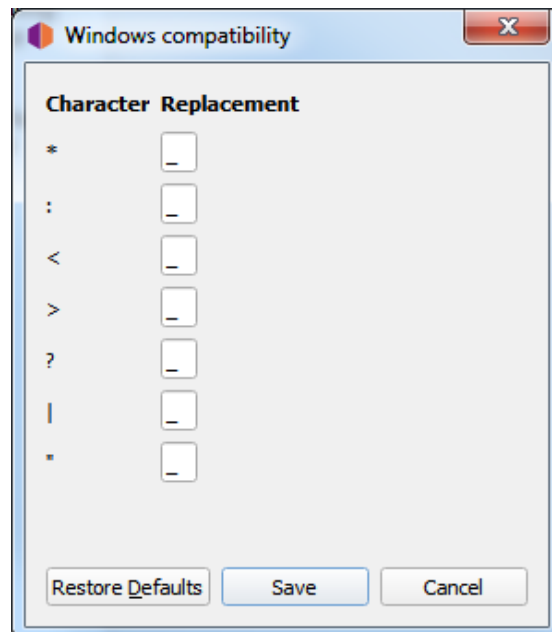 Windows compatibility
Character Replacement
* _
: _
< _
> _
? _
| _
" _
Restore Defaults Save Cancel